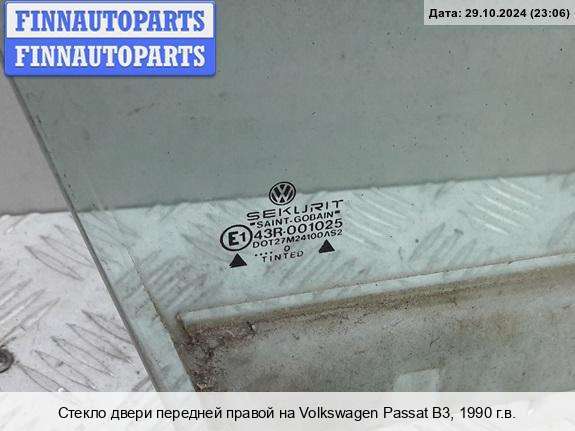 FINNAUTOPARTS
FINNAUTOPARTS
Дата: 29.10.2024 (23:06)
SEKURIT
"SAINT-GOBAIN"
E1 43R-001025
DOT27M24100AS2
.... 0
TINTED
Стекло двери передней правой на Volkswagen Passat B3, 1990 г.в.